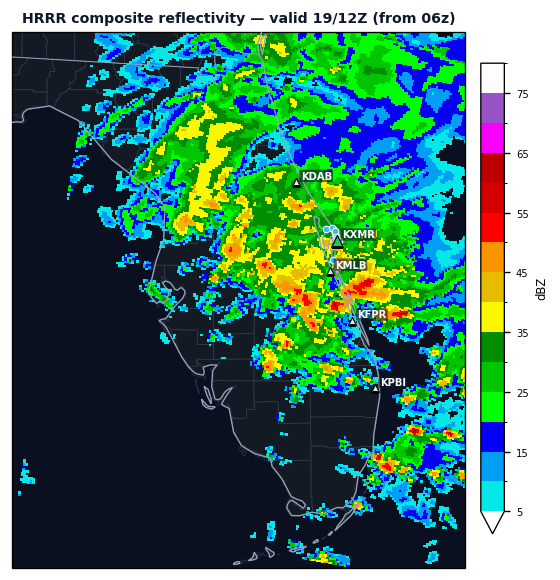 HRRR composite reflectivity — valid 19/12Z (from 06z)
KDAB
KXMR
KMLB
KFPR
KPBI
75
65
55
45
35
25
15
5
dBZ